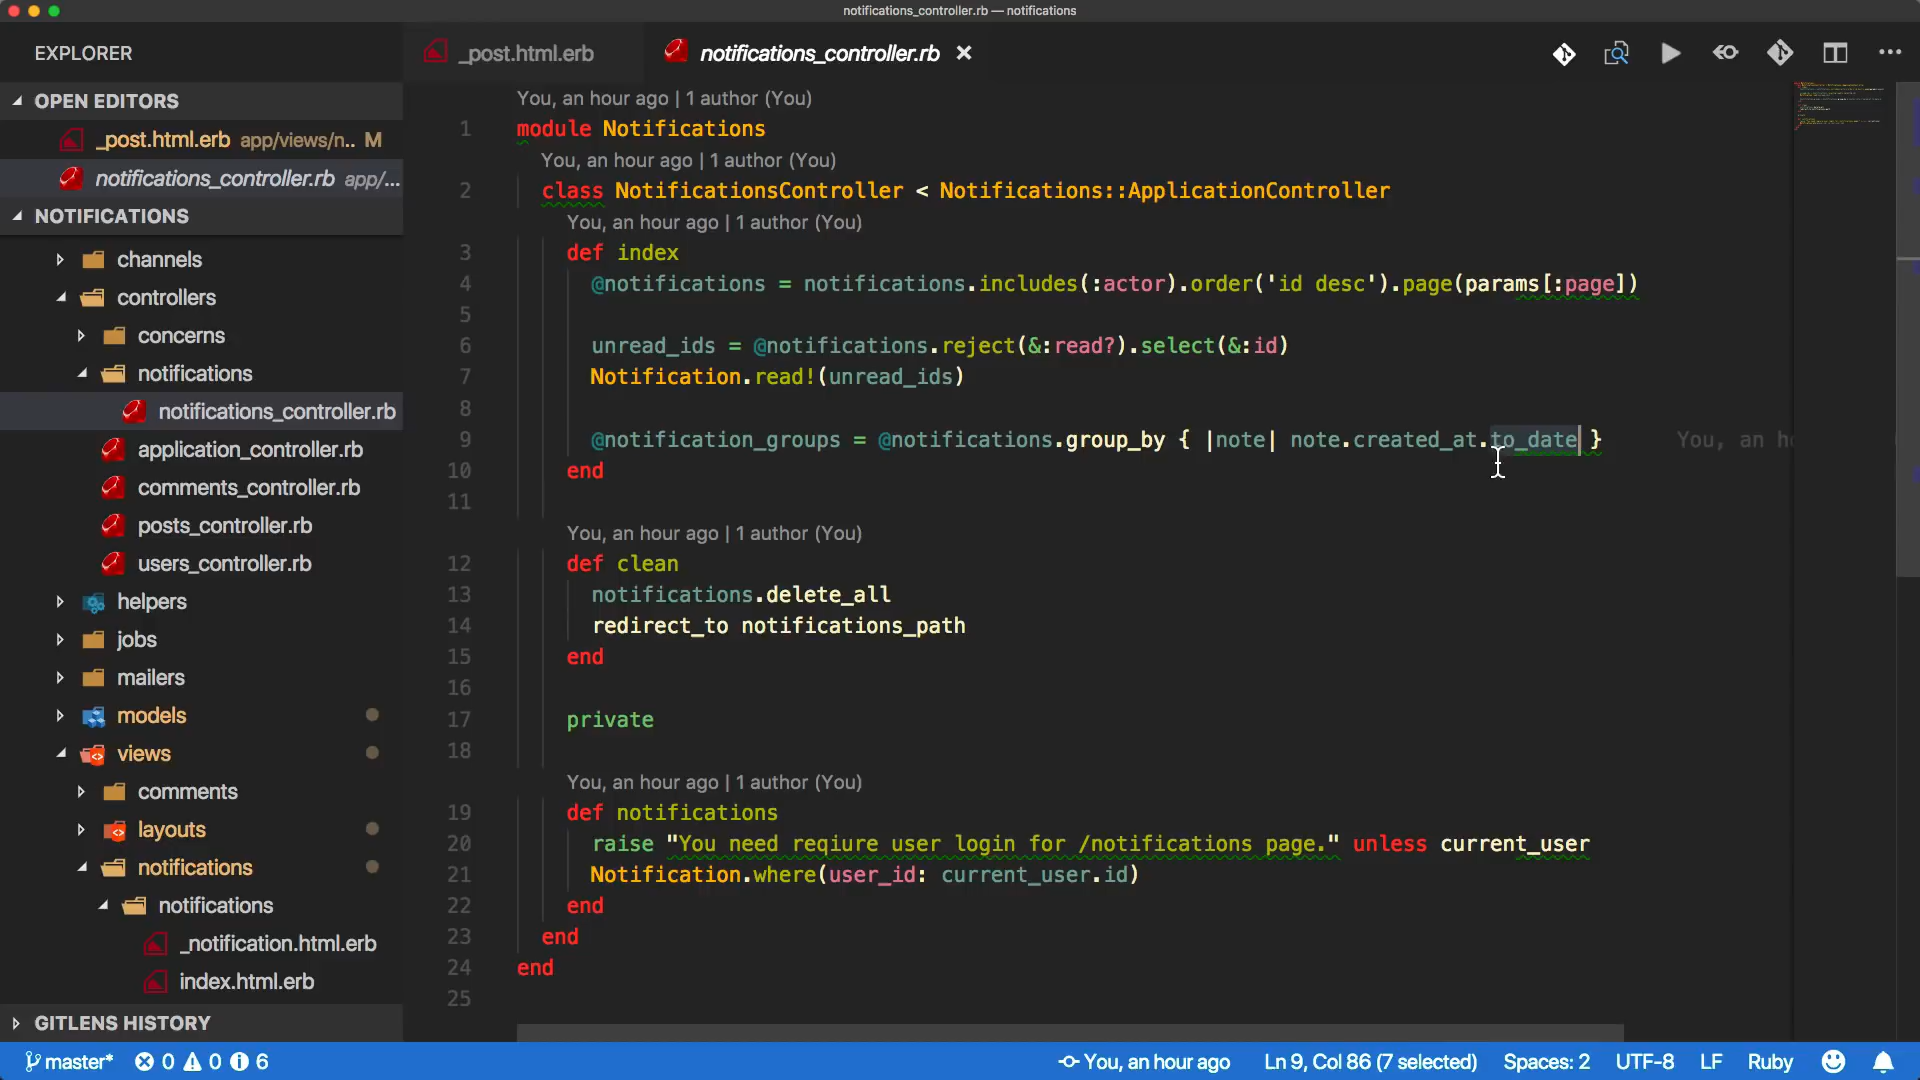 notifications_controller.rb — notifications
EXPLORER
OPEN EDITORS
_post.html.erb app/views/n.. M
notifications_controller.rb app/...
NOTIFICATIONS
channels
controllers
concerns
notifications
notifications_controller.rb
application_controller.rb
comments_controller.rb
posts_controller.rb
users_controller.rb
helpers
jobs
mailers
models
views
comments
layouts
notifications
notifications
_notification.html.erb
index.html.erb
GITLENS HISTORY
_post.html.erb
notifications_controller.rb
You, an hour ago | 1 author (You)
1 module Notifications
You, an hour ago | 1 author (You)
2 class NotificationsController < Notifications::ApplicationController
You, an hour ago | 1 author (You)
3 def index
4 @notifications = notifications.includes(:actor).order('id desc').page(params[:page])
5
6 unread_ids = @notifications.reject(&:read?).select(&:id)
7 Notification.read!(unread_ids)
8
9 @notification_groups = @notifications.group_by { |note| note.created_at.to_date } You, an
10 end
11
You, an hour ago | 1 author (You)
12 def clean
13 notifications.delete_all
14 redirect_to notifications_path
15 end
16
17 private
18
You, an hour ago | 1 author (You)
19 def notifications
20 raise "You need reqiure user login for /notifications page." unless current_user
21 Notification.where(user_id: current_user.id)
22 end
23 end
24 end
25
master* 0 0 6
You, an hour ago Ln 9, Col 86 (7 selected) Spaces: 2 UTF-8 LF Ruby